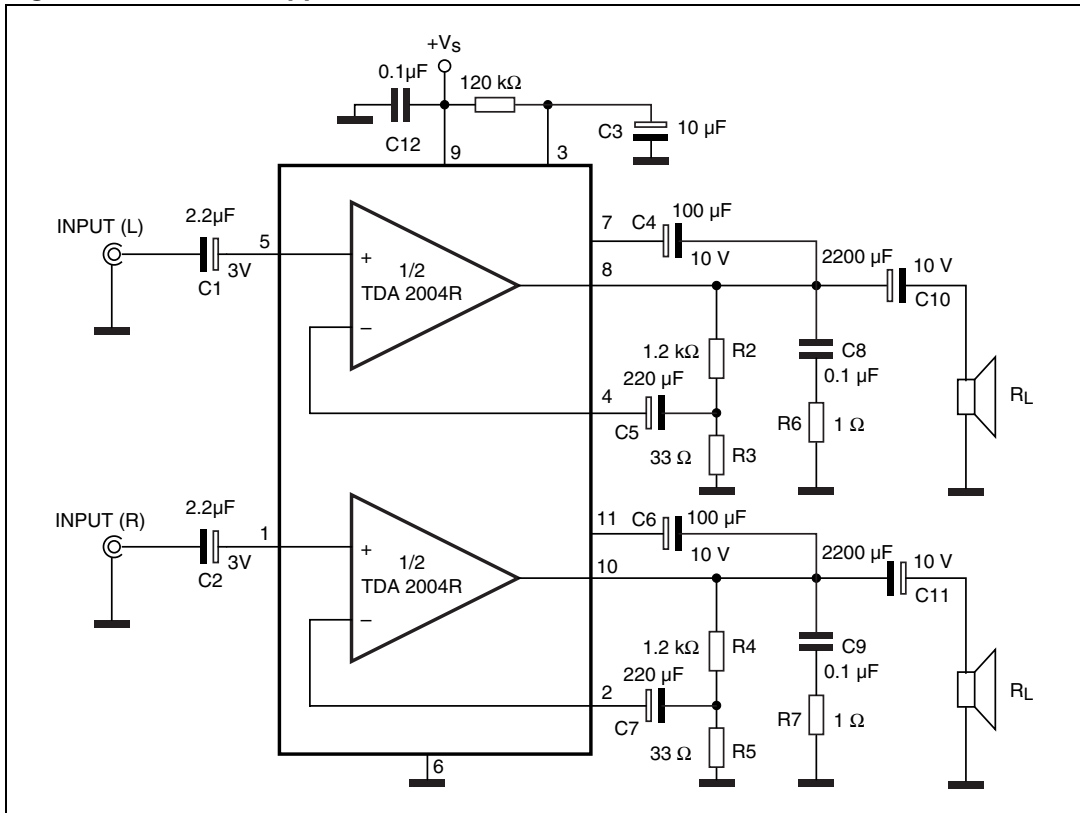 +VS
0.1µF
120 kΩ
C12
C3
10 µF
9
3
INPUT (L)
2.2µF
3V
C1
5
+
1/2
TDA 2004R
–
7
C4
100 µF
10 V
8
2200 µF
10 V
C10
1.2 kΩ
R2
C8
0.1 µF
220 µF
4
C5
33 Ω
R3
R6
1 Ω
RL
INPUT (R)
2.2µF
3V
C2
1
+
1/2
TDA 2004R
–
11
C6
100 µF
10 V
10
2200 µF
10 V
C11
1.2 kΩ
R4
C9
0.1 µF
220 µF
2
C7
33 Ω
R5
R7
1 Ω
RL
6